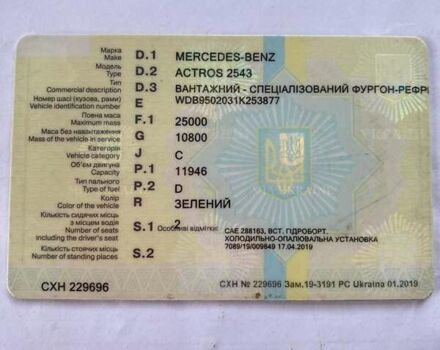 Марка
Make D.1 MERCEDES-BENZ
Модель
Type D.2 ACTROS 2543
Тип
Commercial description D.3 ВАНТАЖНИЙ - СПЕЦІАЛІЗОВАНИЙ ФУРГОН-РЕФРИ
Номер шасі (кузова, рами)
Vehicle identification number E WDB9502031K253877
Повна маса
Maximum mass F.1 25000
Маса без навантаження
Mass of the vehicle in service G 10800
Категорія
Vehicle category J C
Об'єм двигуна
Capacity P.1 11946
Тип пального
Type of fuel P.2 D
Колір
Color of the vehicle R ЗЕЛЕНИЙ
Кількість сидячих місць
з місцем водія
Number of seats
including the driver's seat S.1 2
Особливі відмітки
CAE 288163, ВСТ. ГІДРОБОРТ.
ХОЛОДИЛЬНО-ОПАЛЮВАЛЬНА УСТАНОВКА
7089/19/009849 17.04.2019
Кількість стоячих місць
Number of standing places S.2
СХН 229696
СХН № 229696 Зам.19-3191 PC Ukraina 01.2019